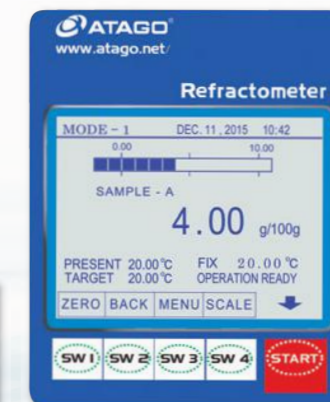 ATAGO®
www.atago.net
Refractometer
MODE - 1 DEC. 11 , 2015 10:42
0.00 10.00
SAMPLE - A
4.00 g/100g
PRESENT 20.00℃ FIX 20.00℃
TARGET 20.00℃ OPERATION READY
ZERO BACK MENU SCALE
SW 1 SW 2 SW 3 SW 4 START